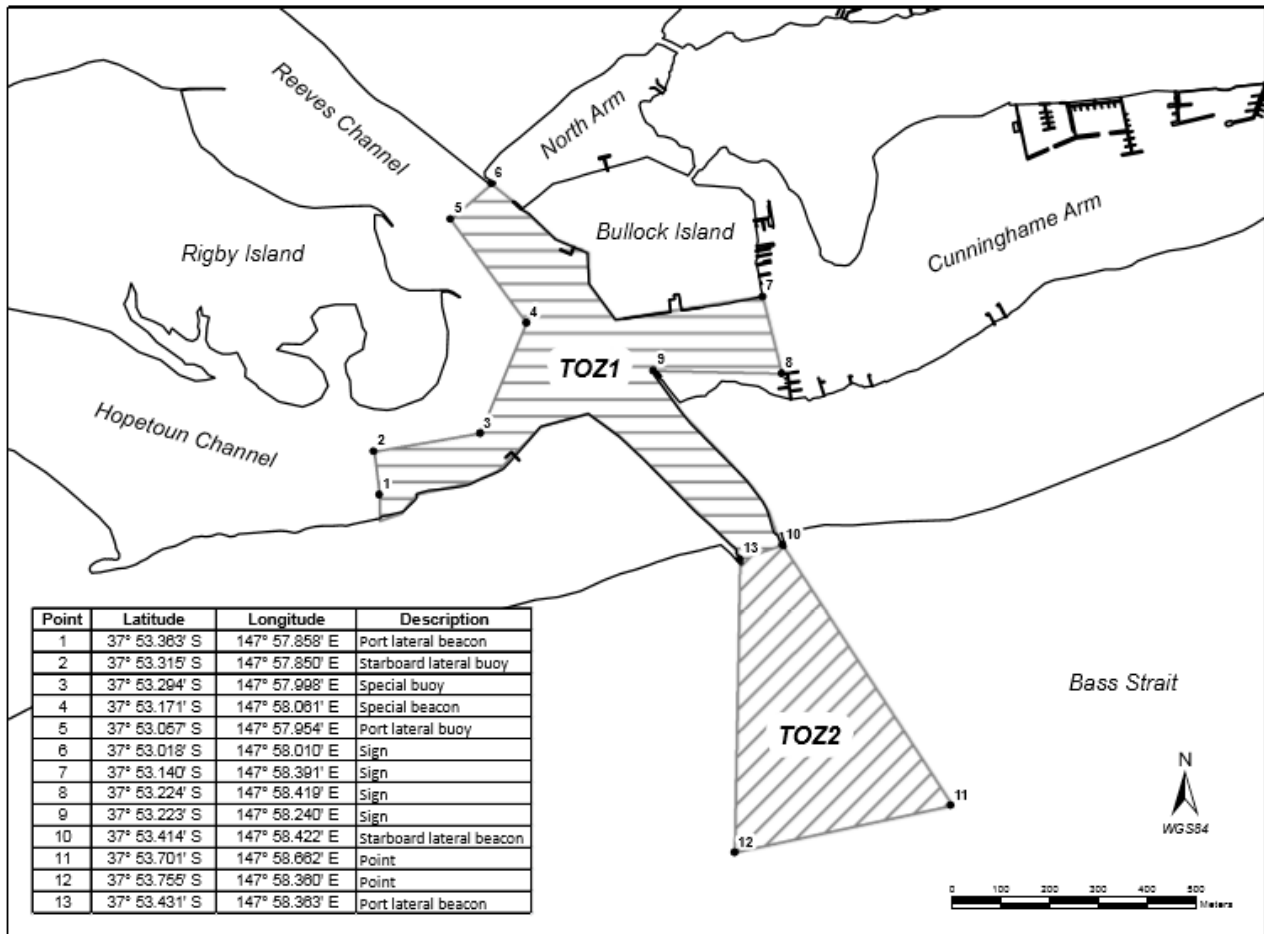 Reeves Channel
North Arm
6
5
Bullock Island
Cunninghame Arm
Rigby Island
7
4
TOZ1
9
8
Hopetoun Channel
3
2
1
10
13
Point Latitude Longitude Description
1 37° 53.363' S 147° 57.858' E Port lateral beacon
2 37° 53.315' S 147° 57.850' E Starboard lateral buoy
3 37° 53.294' S 147° 57.998' E Special buoy
4 37° 53.171' S 147° 58.061' E Special beacon
5 37° 53.057' S 147° 57.954' E Port lateral buoy
6 37° 53.018' S 147° 58.010' E Sign
7 37° 53.140' S 147° 58.391' E Sign
8 37° 53.224' S 147° 58.419' E Sign
9 37° 53.223' S 147° 58.240' E Sign
10 37° 53.414' S 147° 58.422' E Starboard lateral beacon
11 37° 53.701' S 147° 58.662' E Point
12 37° 53.755' S 147° 58.360' E Point
13 37° 53.431' S 147° 58.363' E Port lateral beacon
Bass Strait
TOZ2
11
12
N
WGS84
0 100 200 300 400 500
Meters